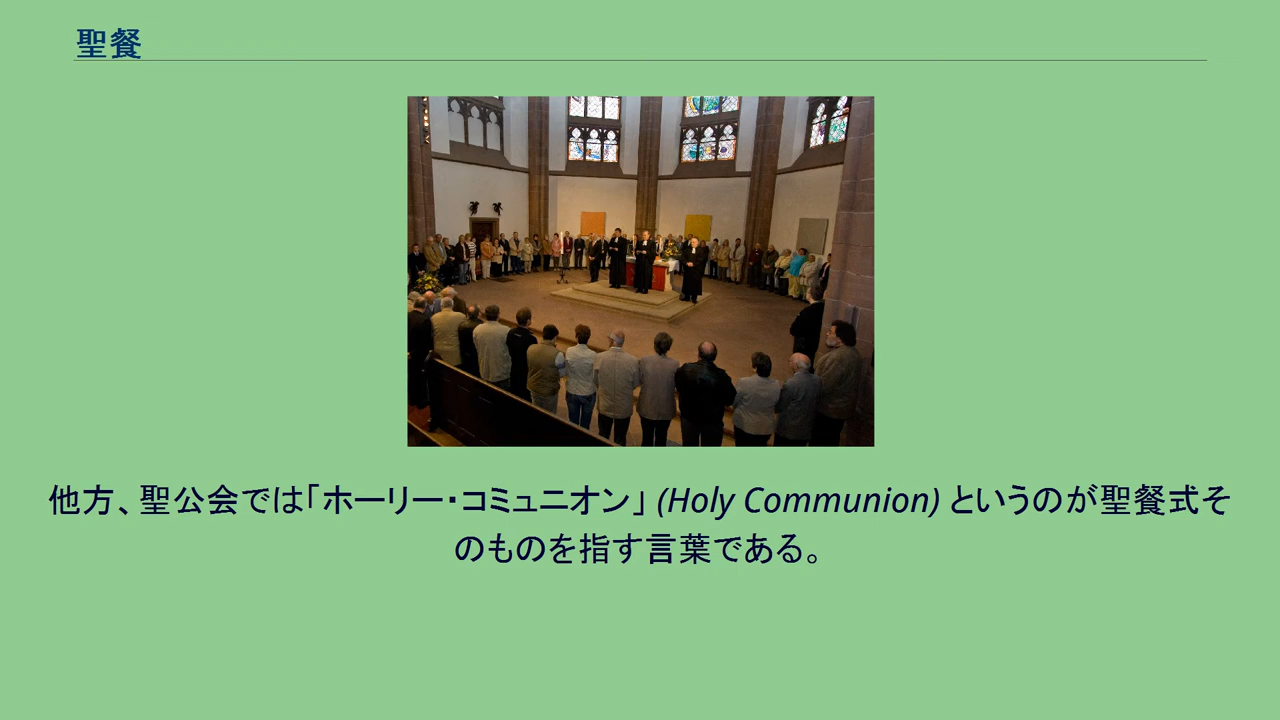 聖餐
他方、聖公会では「ホーリー・コミュニオン」 (Holy Communion) というのが聖餐式そ
のものを指す言葉である。